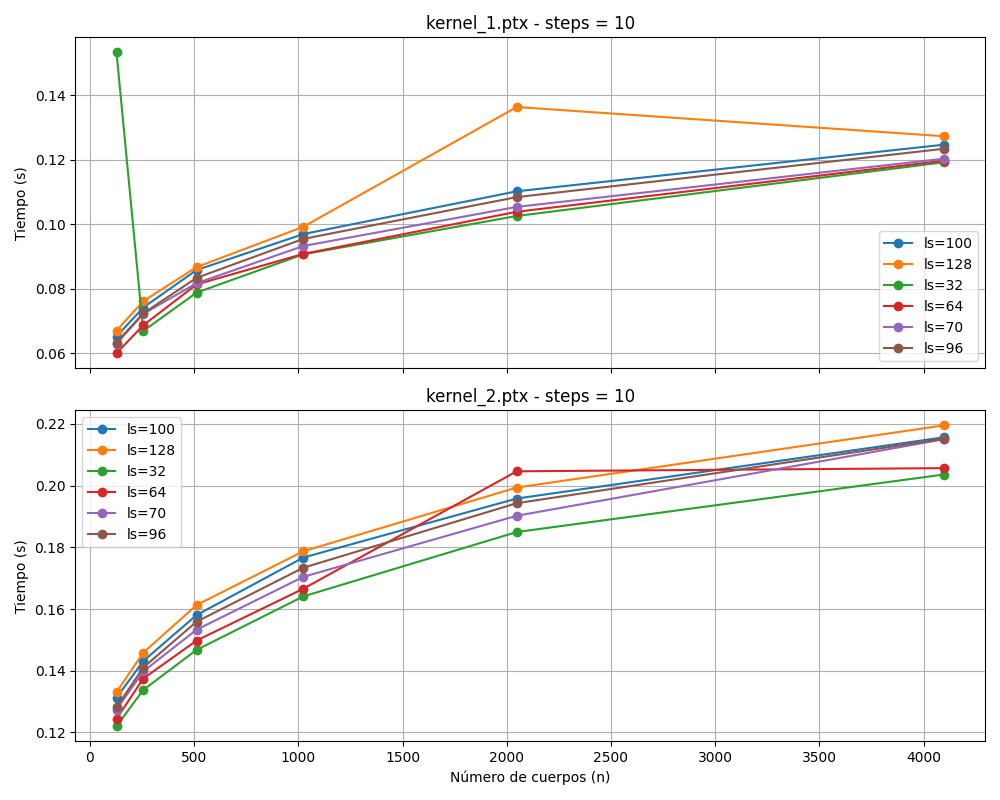 kernel_1.ptx - steps = 10
Tiempo (s)
0.14
0.12
0.10
0.08
0.06
ls=100
ls=128
ls=32
ls=64
ls=70
ls=96
kernel_2.ptx - steps = 10
Tiempo (s)
0.22
0.20
0.18
0.16
0.14
0.12
ls=100
ls=128
ls=32
ls=64
ls=70
ls=96
0 500 1000 1500 2000 2500 3000 3500 4000
Número de cuerpos (n)